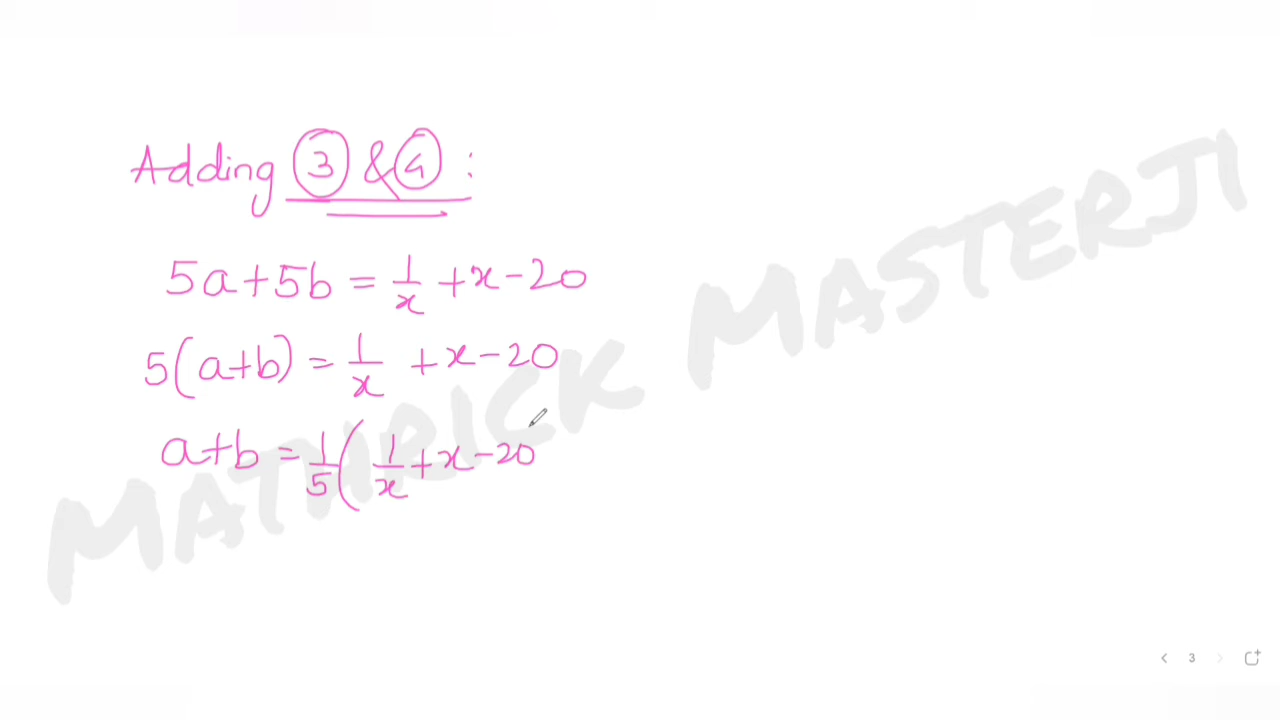 Adding ③ & ④ :
5a+5b = 1/x + x - 20
5(a+b) = 1/x + x - 20
a+b = 1/5 ( 1/x + x - 20
MATHRICK MASTERJI
< 3 >